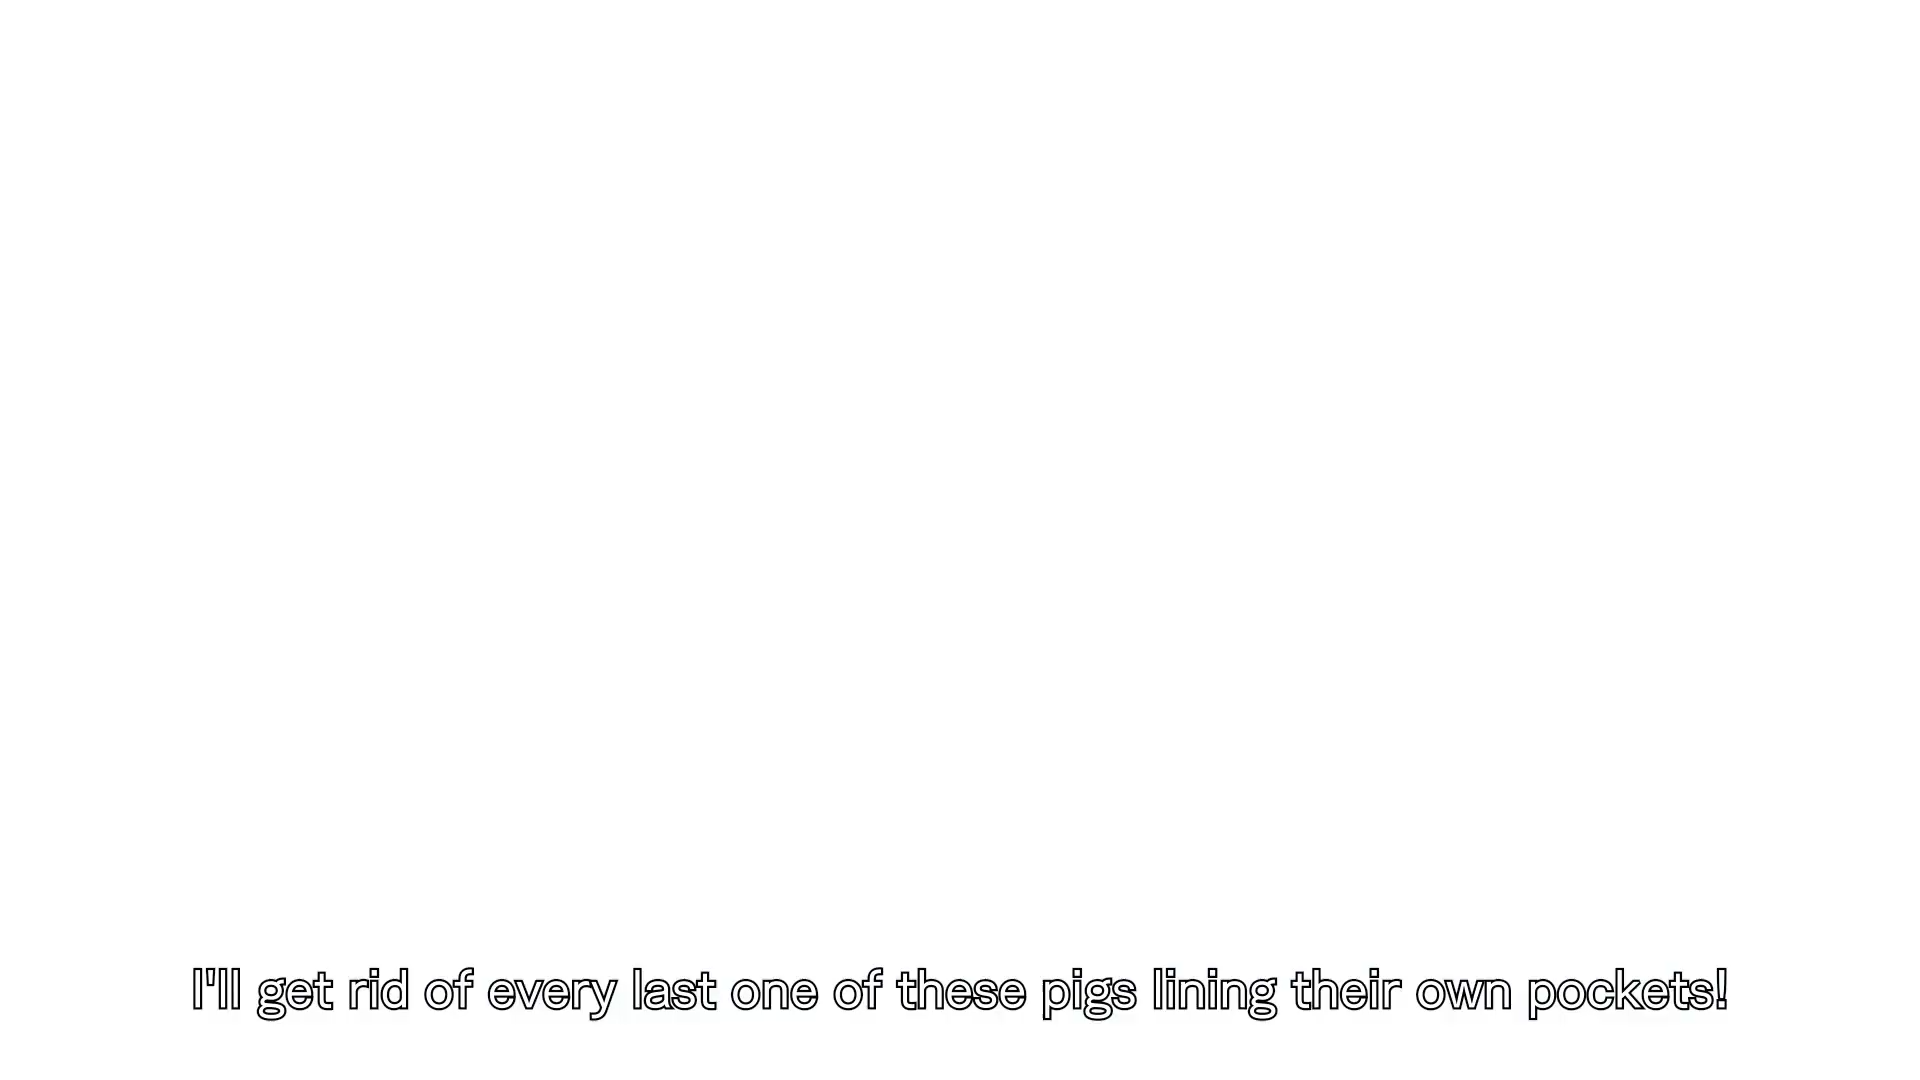 I'll get rid of every last one of these pigs lining their own pockets!